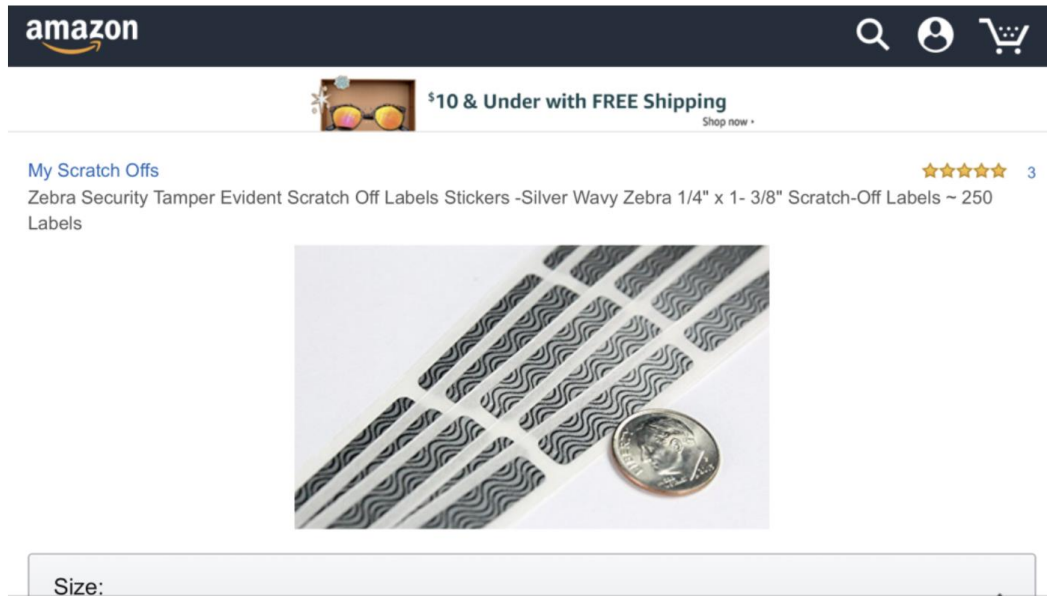 amazon
$10 & Under with FREE Shipping
Shop now
My Scratch Offs
3
Zebra Security Tamper Evident Scratch Off Labels Stickers -Silver Wavy Zebra 1/4" x 1- 3/8" Scratch-Off Labels ~ 250
Labels
LIBERTY
Size: